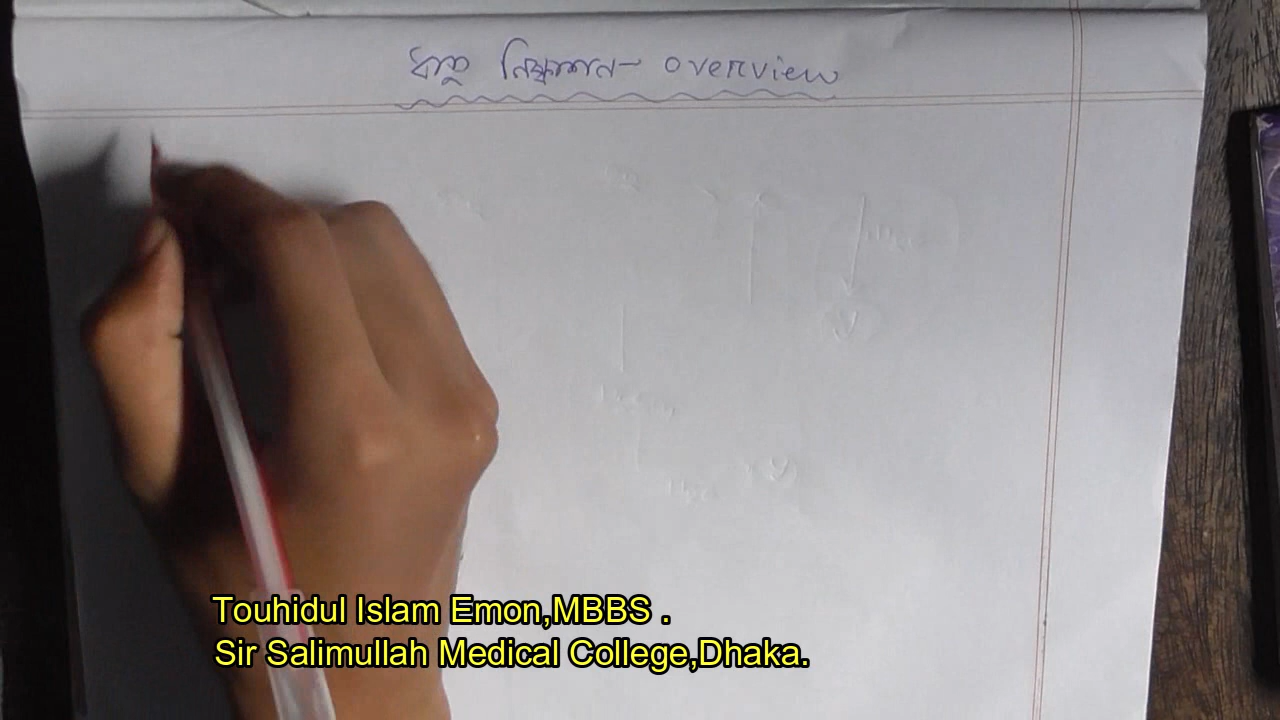 ধাতু নিষ্কাশন- overview
Touhidul Islam Emon,MBBS .
Sir Salimullah Medical College,Dhaka.